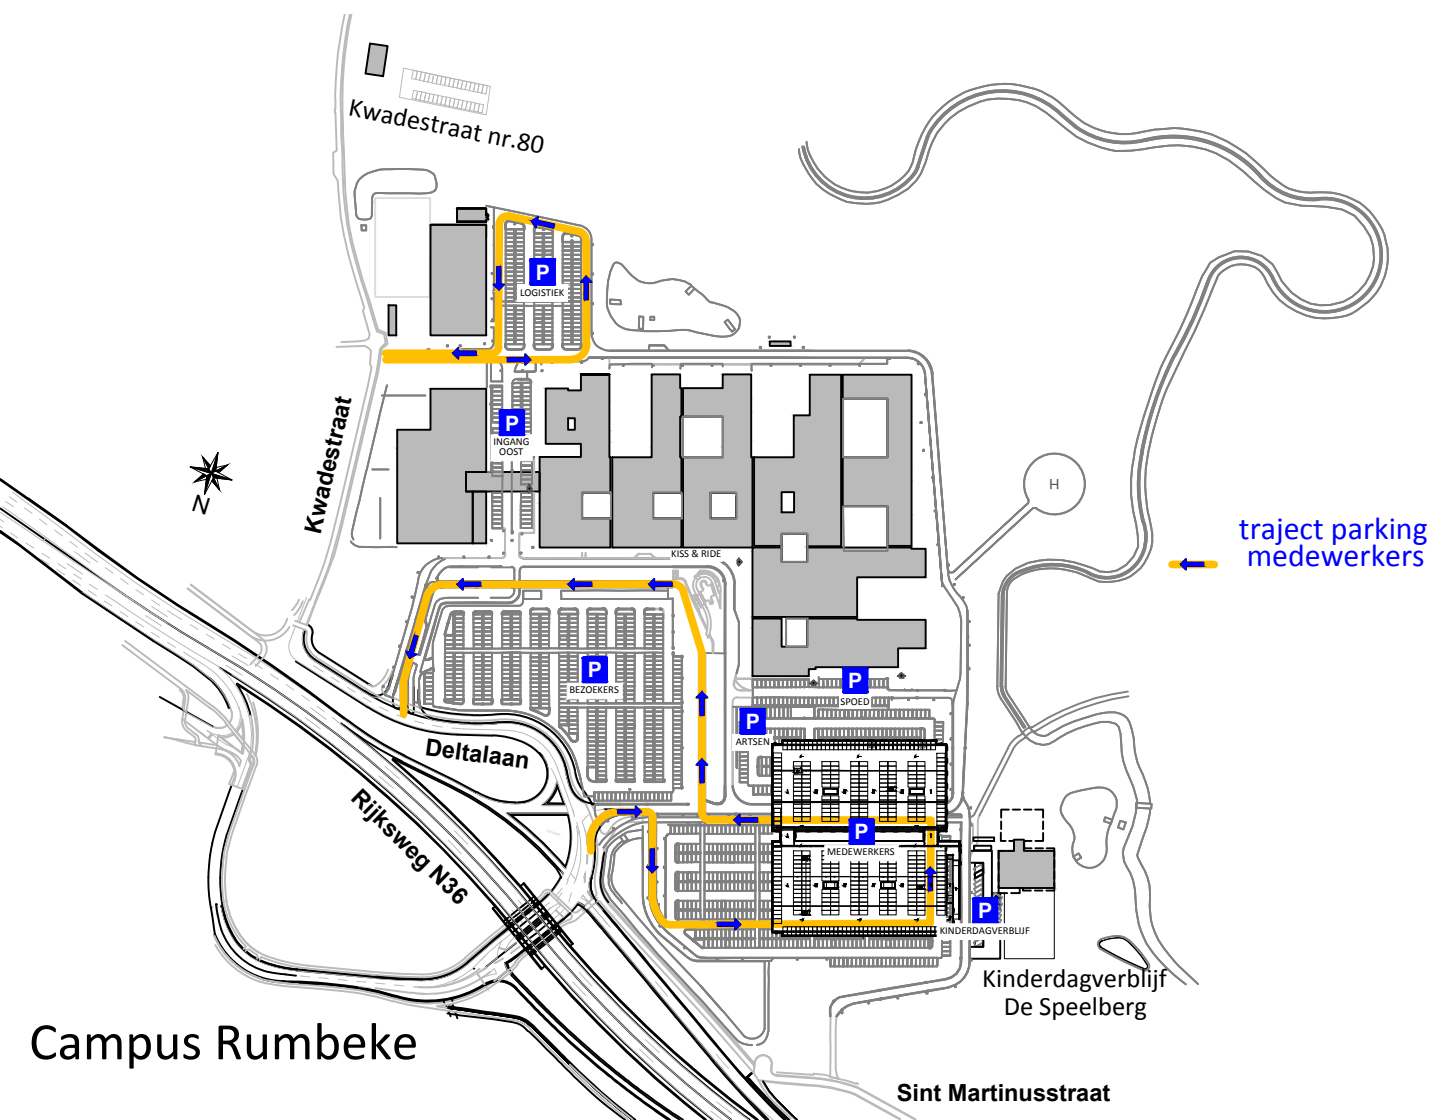 Kwadestraat nr.80
P
LOGISTIEK
Kwadestraat
P
INGANG
OOST
N
H
traject parking
medewerkers
KISS & RIDE
P
BEZOEKERS
P
SPOED
P
ARTSEN
Deltalaan
Rijksweg N36
P
MEDEWERKERS
P
KINDERDAGVERBLIJF
Kinderdagverblijf
De Speelberg
Campus Rumbeke
Sint Martinusstraat